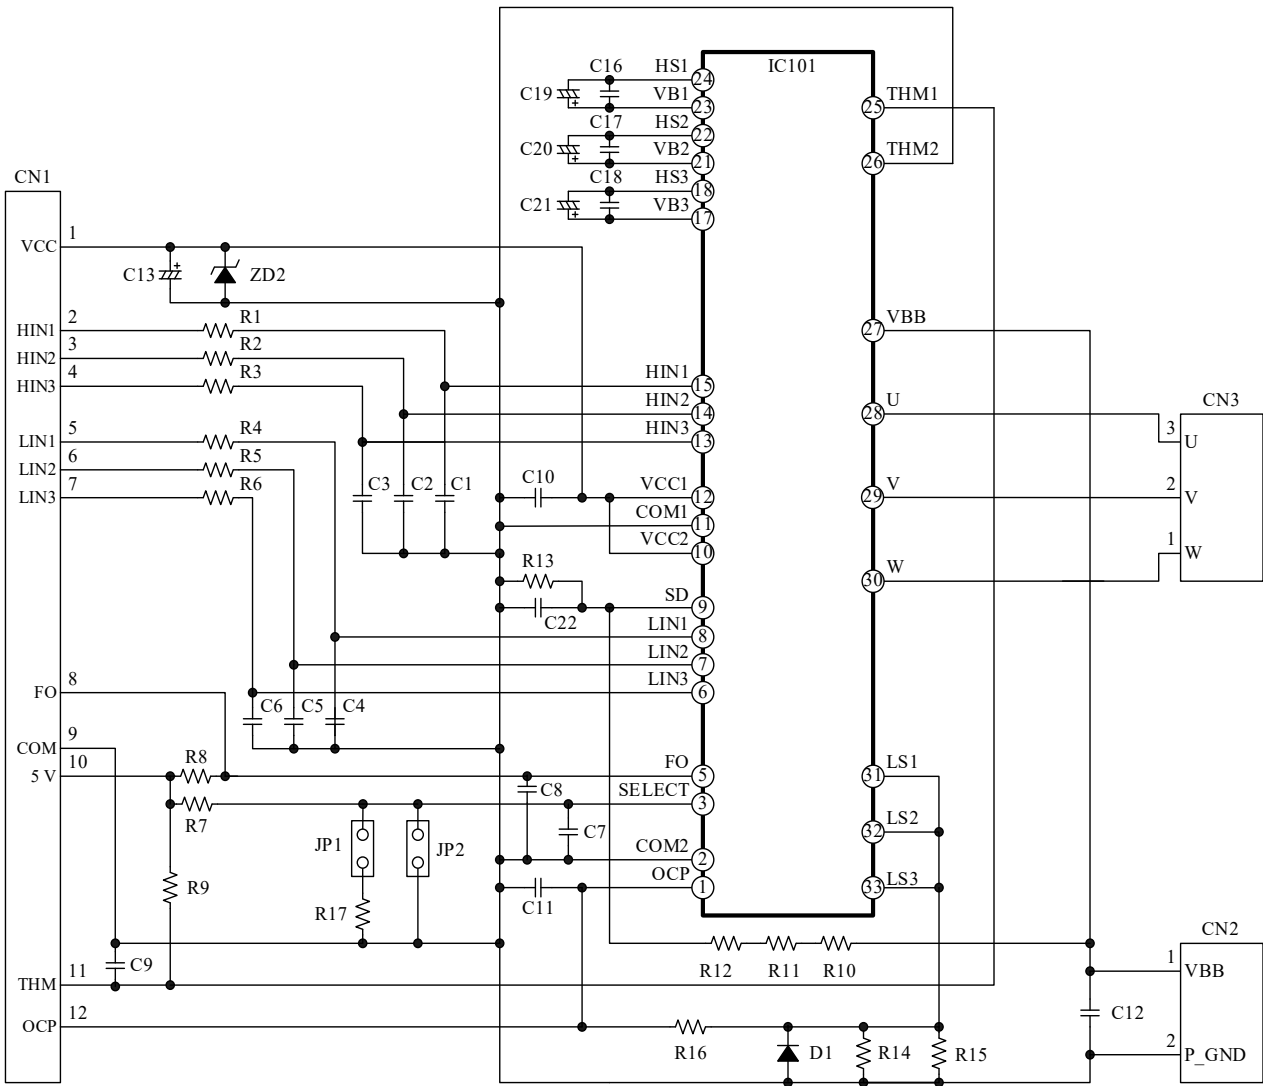 C16 HS1 IC101
24
C19 VB1 THM1
23 25
C17 HS2
22
C20 VB2 THM2
21 26
C18 HS3
CN1 18
C21 VB3
17
1
VCC
C13 ZD2
2 R1 VBB
HIN1 27
3 R2
HIN2
4 R3 HIN1
HIN3 15
HIN2 U CN3
14 28
5 R4 HIN3 3
LIN1 13 U
6 R5
LIN2
7 R6 C3 C2 C1 C10 VCC1 V 2
LIN3 12 29 V
COM1
11
VCC2 1
10 W
R13 W
30
SD
9
C22 LIN1
8
LIN2
7
8 LIN3
FO 6
C6 C5 C4
9
COM
10 R8 FO LS1
5 V 5 31
C8 SELECT
3
R7 C7 LS2
JP1 JP2 32
COM2
2
R9 OCP LS3
1 33
C11
R17
CN2
C9 1
11 R12 R11 R10 VBB
THM
12 C12
OCP
2
R16 D1 R14 R15 P_GND